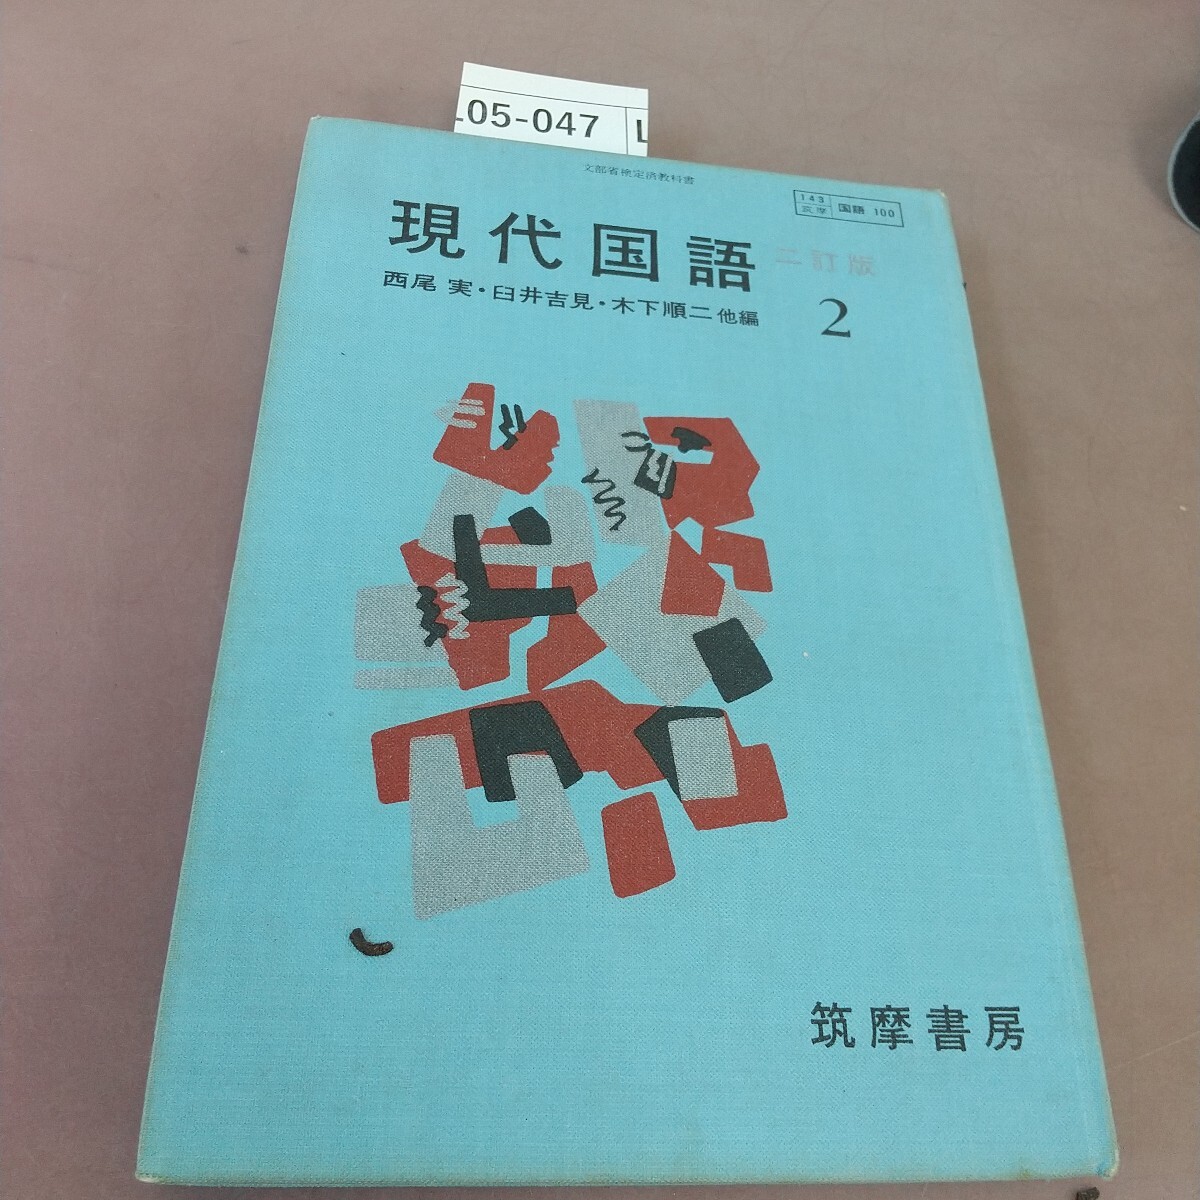 L05-047 L
文部省検定済教科書
143
筑摩 国語 100
現代国語 二訂版
西尾 実・臼井吉見・木下順二他編 2
筑摩書房